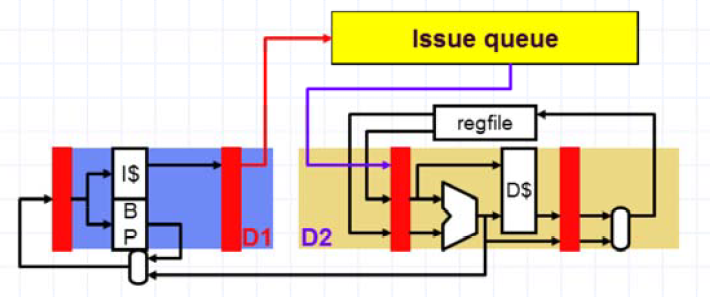 Issue queue
regfile
I$
D$
B
P
D1
D2